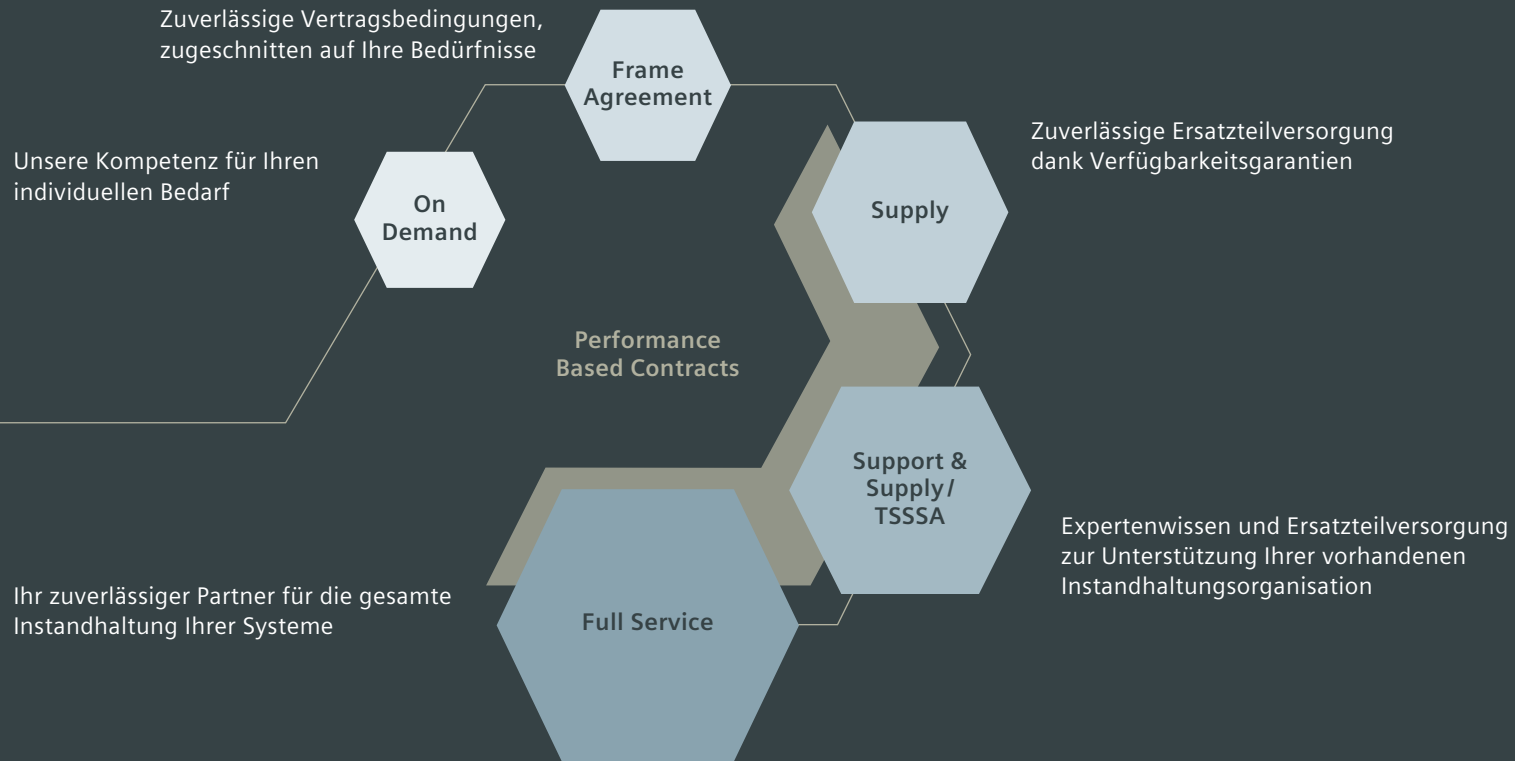 Zuverlässige Vertragsbedingungen,
zugeschnitten auf Ihre Bedürfnisse
Frame
Agreement
Unsere Kompetenz für Ihren
individuellen Bedarf
On
Demand
Zuverlässige Ersatzteilversorgung
dank Verfügbarkeitsgarantien
Supply
Performance
Based Contracts
Support &
Supply/
TSSSA
Expertenwissen und Ersatzteilversorgung
zur Unterstützung Ihrer vorhandenen
Instandhaltungsorganisation
Ihr zuverlässiger Partner für die gesamte
Instandhaltung Ihrer Systeme
Full Service